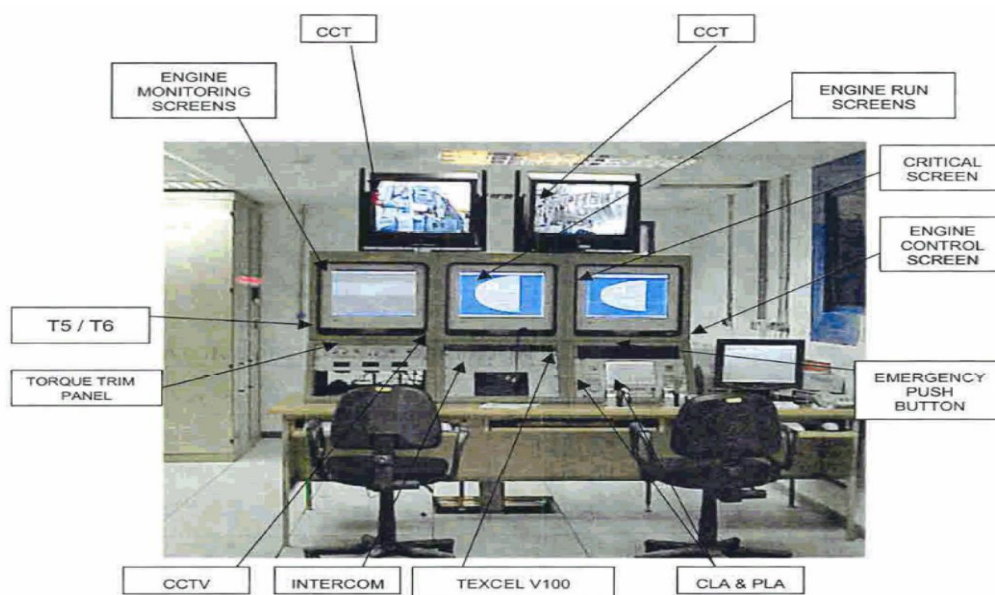 CCT
CCT
ENGINE
MONITORING
SCREENS
ENGINE RUN
SCREENS
CRITICAL
SCREEN
ENGINE
CONTROL
SCREEN
T5 / T6
TORQUE TRIM
PANEL
EMERGENCY
PUSH
BUTTON
CCTV
INTERCOM
TEXCEL V100
CLA & PLA